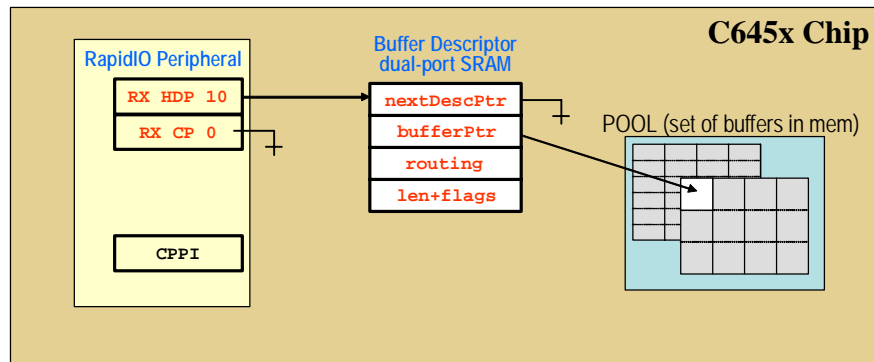 C645x Chip
RapidIO Peripheral
RX HDP 10
RX CP 0
CPPI
Buffer Descriptor
dual-port SRAM
nextDescPtr
bufferPtr
routing
len+flags
POOL (set of buffers in mem)